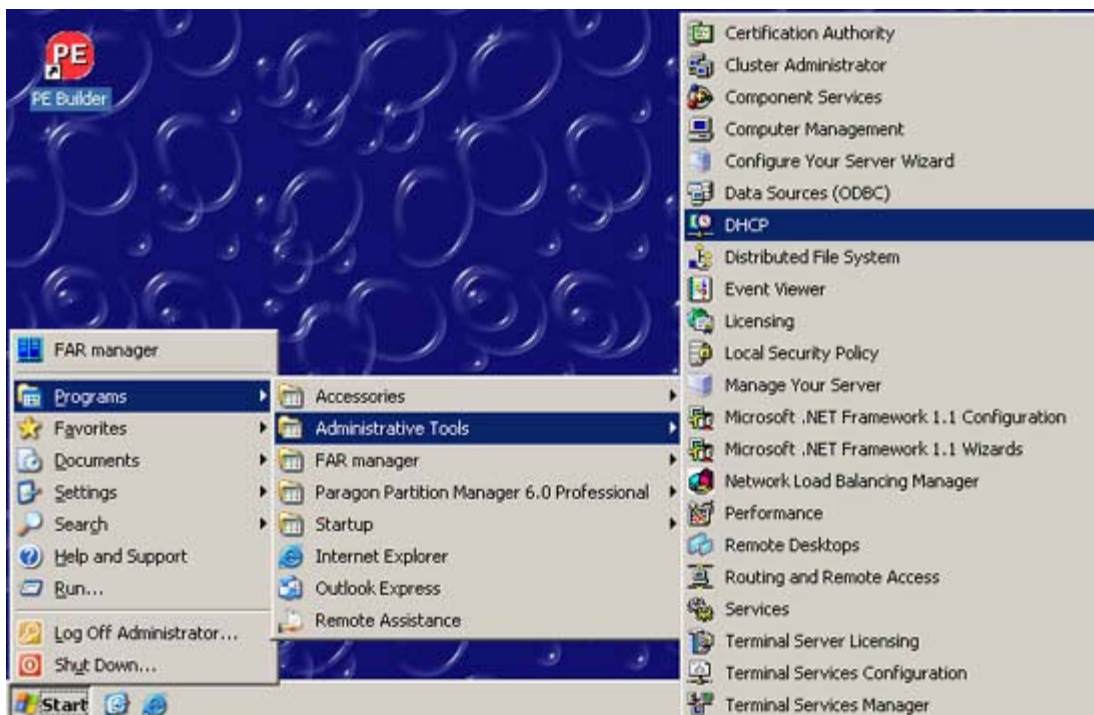 PE
PE Builder
FAR manager
Programs
Favorites
Documents
Settings
Search
Help and Support
Run...
Log Off Administrator...
Shut Down...
Start
Accessories
Administrative Tools
FAR manager
Paragon Partition Manager 6.0 Professional
Startup
Internet Explorer
Outlook Express
Remote Assistance
Certification Authority
Cluster Administrator
Component Services
Computer Management
Configure Your Server Wizard
Data Sources (ODBC)
DHCP
Distributed File System
Event Viewer
Licensing
Local Security Policy
Manage Your Server
Microsoft .NET Framework 1.1 Configuration
Microsoft .NET Framework 1.1 Wizards
Network Load Balancing Manager
Performance
Remote Desktops
Routing and Remote Access
Services
Terminal Server Licensing
Terminal Services Configuration
Terminal Services Manager